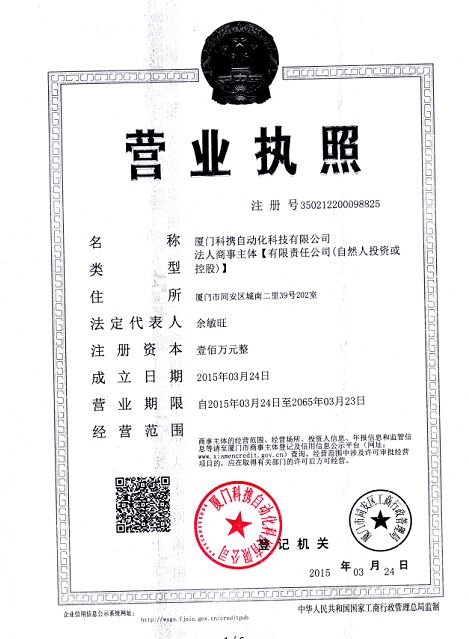 营业执照
注 册 号350212200098825
名 称 厦门科携自动化科技有限公司
类 型 法人商事主体【有限责任公司(自然人投资或
控股)】
住 所 厦门市同安区城南二里39号202室
法定代表人 余敏旺
注册资本 壹佰万元整
成立日期 2015年03月24日
营业期限 自2015年03月24日至2065年03月23日
经营范围
商事主体的经营范围、经营场所、投资人信息、年报信息和监管信
息等请至厦门市商事主体登记及信用信息公示平台（网址：
www.xiamencredit.gov.cn）查询。经营范围中涉及许可审批经营
项目的，应在取得有关部门的许可后方可经营。
厦门科携自动化科技有限公司
厦门市同安区工商行政管理局
登记机关
2015 年 03 月 24 日
企业信用信息公示系统网址：
http://wsgs.fjaic.gov.cn/creditpub
中华人民共和国国家工商行政管理总局监制